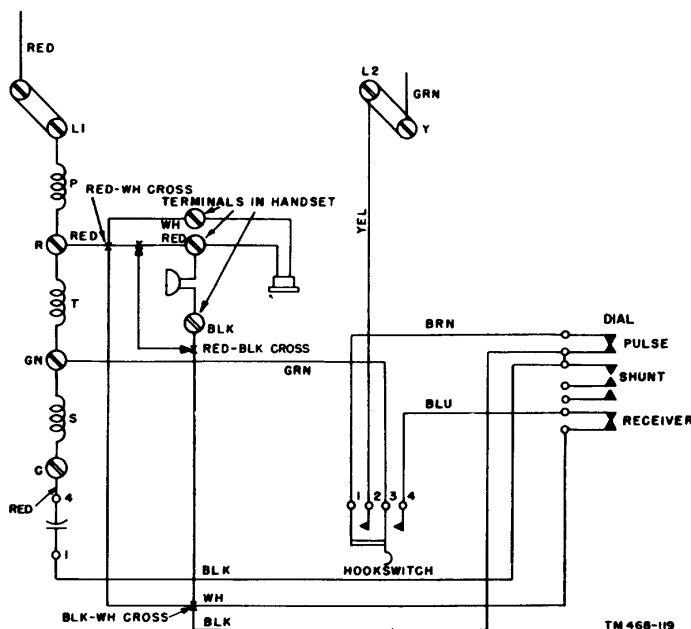 RED
L2
GRN
L1
Y
P
RED-WH CROSS
TERMINALS IN HANDSET
WH
R
RED
RED
YEL
T
BLK
BRN
DIAL
PULSE
RED-BLK CROSS
GN
GRN
SHUNT
S
BLU
RECEIVER
C
RED
4
1
2
3
4
1
HOOKSWITCH
BLK
WH
BLK-WH CROSS
BLK
TM 468-119